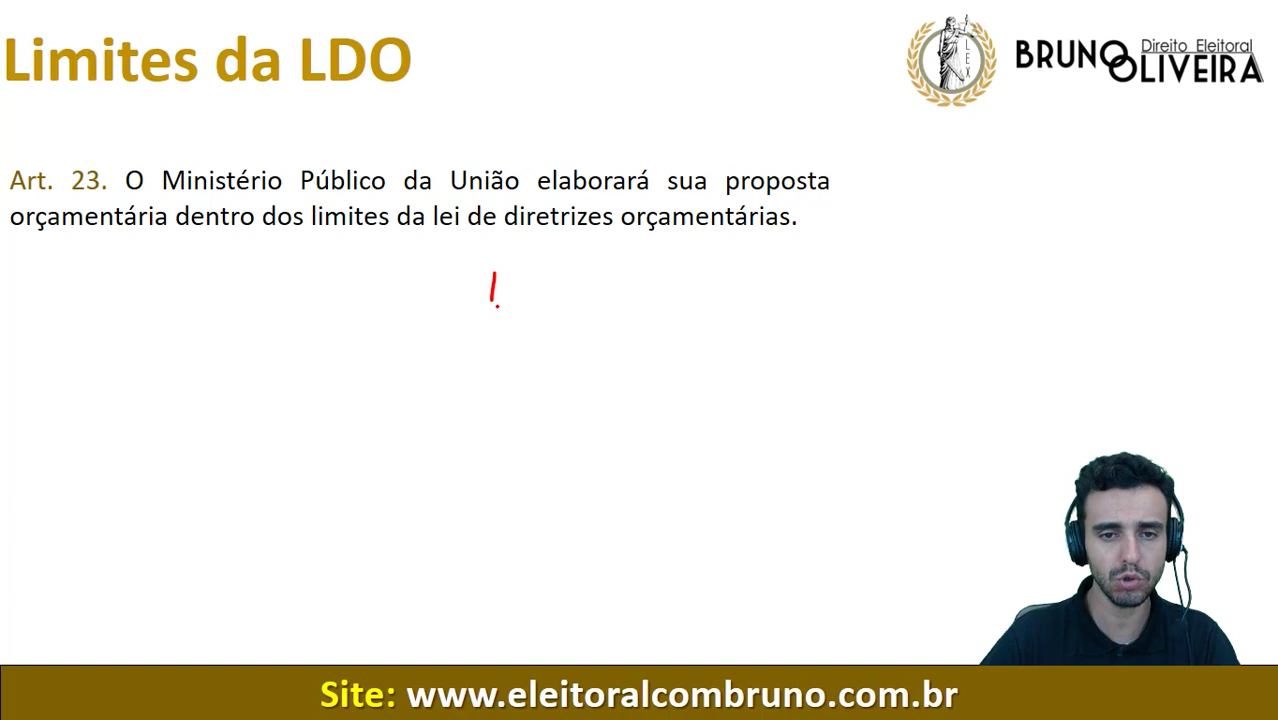 Limites da LDO
LEX
BRUNO Direito Eleitoral
OLIVEIRA
Art. 23. O Ministério Público da União elaborará sua proposta
orçamentária dentro dos limites da lei de diretrizes orçamentárias.
Site: www.eleitoralcombruno.com.br